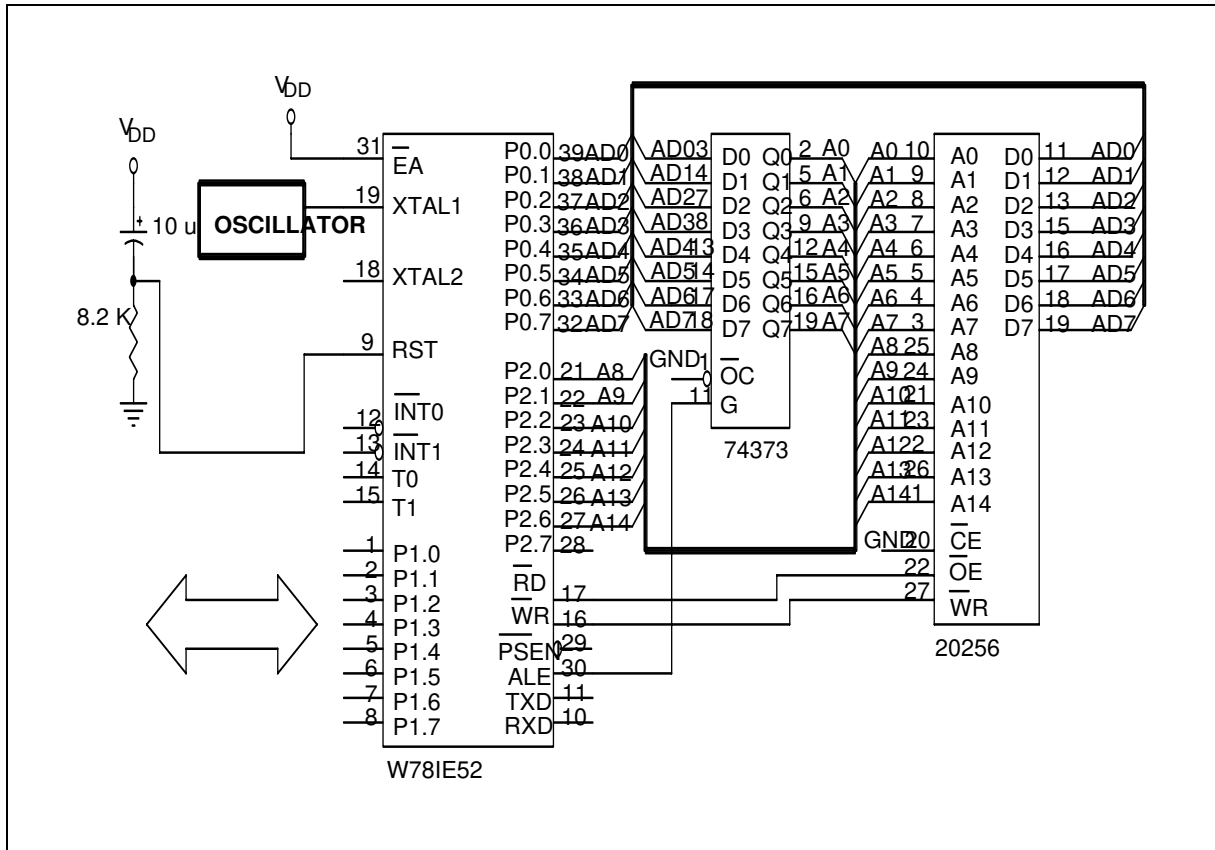 VDD
VDD
10 u
OSCILLATOR
8.2 K
31 EA
19 XTAL1
18 XTAL2
9 RST
12 INT0
13 INT1
14 T0
15 T1
1 P1.0
2 P1.1
3 P1.2
4 P1.3
5 P1.4
6 P1.5
7 P1.6
8 P1.7
P0.0 39 AD0
P0.1 38 AD1
P0.2 37 AD2
P0.3 36 AD3
P0.4 35 AD4
P0.5 34 AD5
P0.6 33 AD6
P0.7 32 AD7
P2.0 21 A8
P2.1 22 A9
P2.2 23 A10
P2.3 24 A11
P2.4 25 A12
P2.5 26 A13
P2.6 27 A14
P2.7 28
RD 17
WR 16
PSEN 29
ALE 30
TXD 11
RXD 10
W78IE52
AD0 3 D0 Q0 2 A0
AD1 4 D1 Q1 5 A1
AD2 7 D2 Q2 6 A2
AD3 8 D3 Q3 9 A3
AD4 13 D4 Q4 12 A4
AD5 14 D5 Q5 15 A5
AD6 17 D6 Q6 16 A6
AD7 18 D7 Q7 19 A7
GND 1 OC
11 G
74373
A0 10 A0 D0 11 AD0
A1 9 A1 D1 12 AD1
A2 8 A2 D2 13 AD2
A3 7 A3 D3 15 AD3
A4 6 A4 D4 16 AD4
A5 5 A5 D5 17 AD5
A6 4 A6 D6 18 AD6
A7 3 A7 D7 19 AD7
A8 25 A8
A9 24 A9
A10 21 A10
A11 23 A11
A12 2 A12
A13 26 A13
A14 1 A14
GND 20 CE
22 OE
27 WR
20256